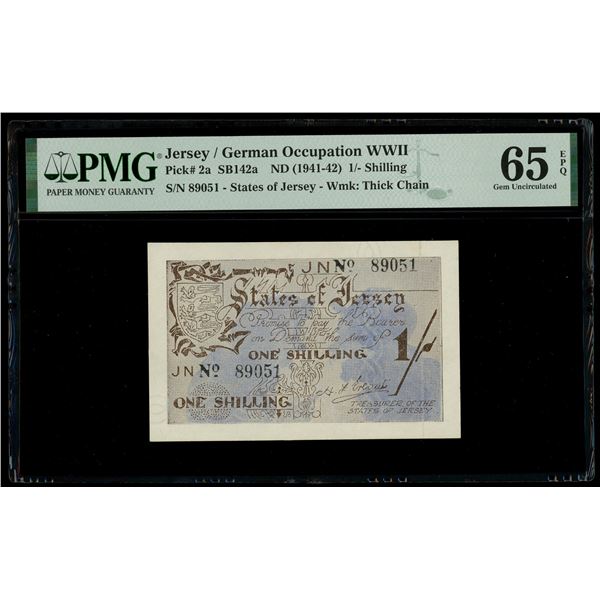 PMG®
PAPER MONEY GUARANTY
Jersey / German Occupation WWII
Pick# 2a SB142a ND (1941-42) 1/- Shilling
S/N 89051 - States of Jersey - Wmk: Thick Chain
65 EPQ
Gem Uncirculated
JN Nº 89051
States of Jersey
Promise to pay the Bearer
on Demand the sum of
ONE SHILLING 1/-
JN Nº 89051
ONE SHILLING
TREASURER OF THE
STATES OF JERSEY